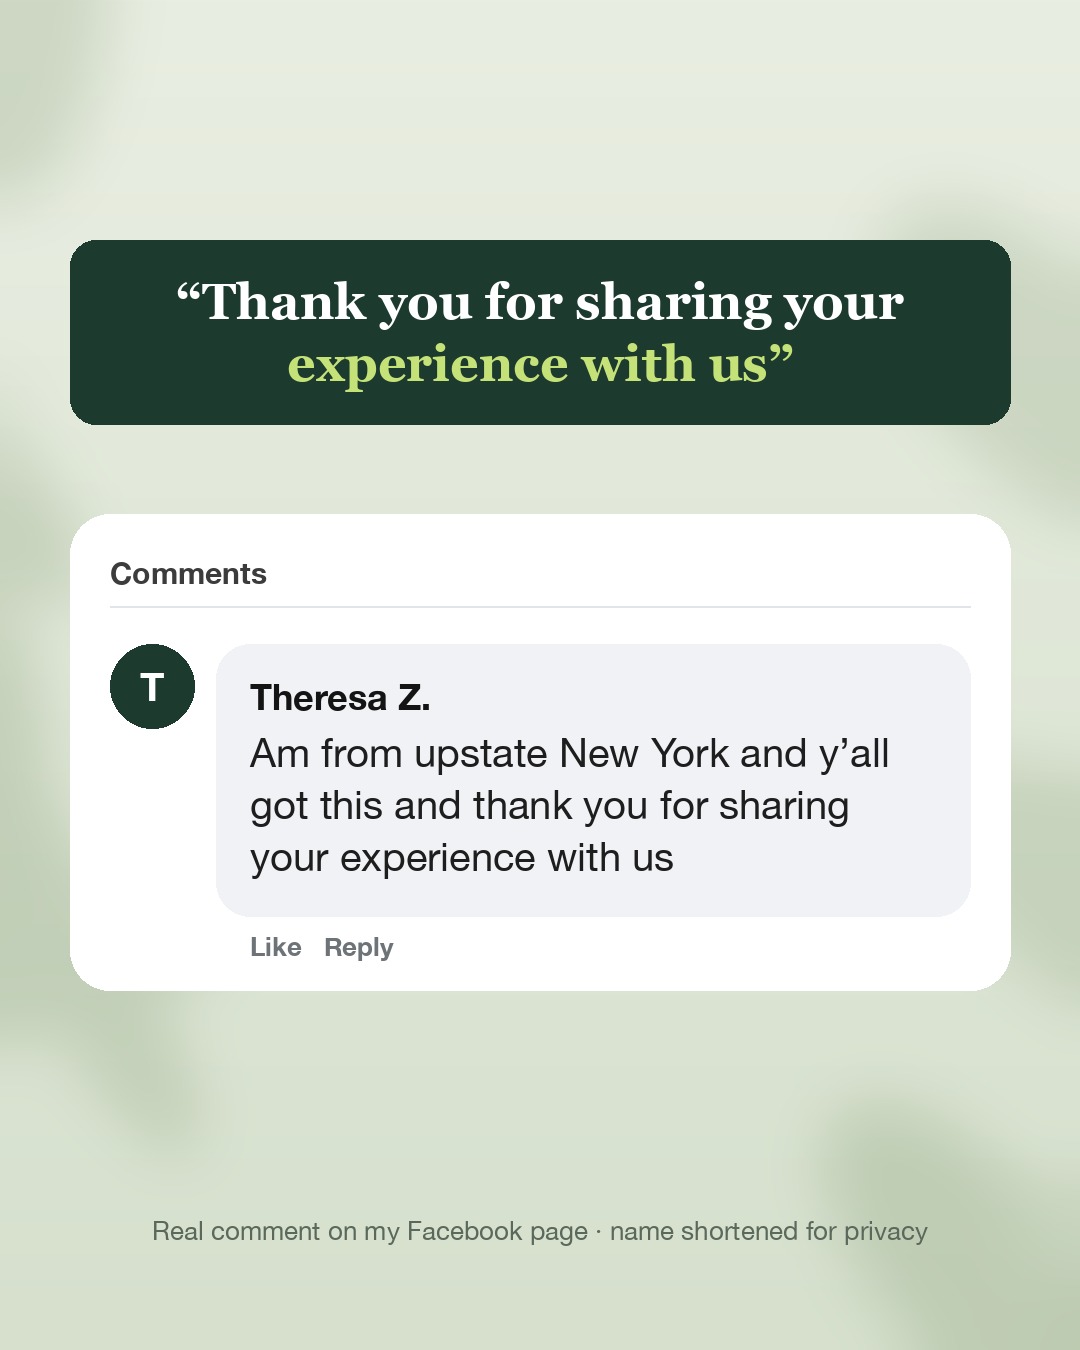 “Thank you for sharing your
experience with us”
Comments
T
Theresa Z.
Am from upstate New York and y’all
got this and thank you for sharing
your experience with us
Like Reply
Real comment on my Facebook page · name shortened for privacy